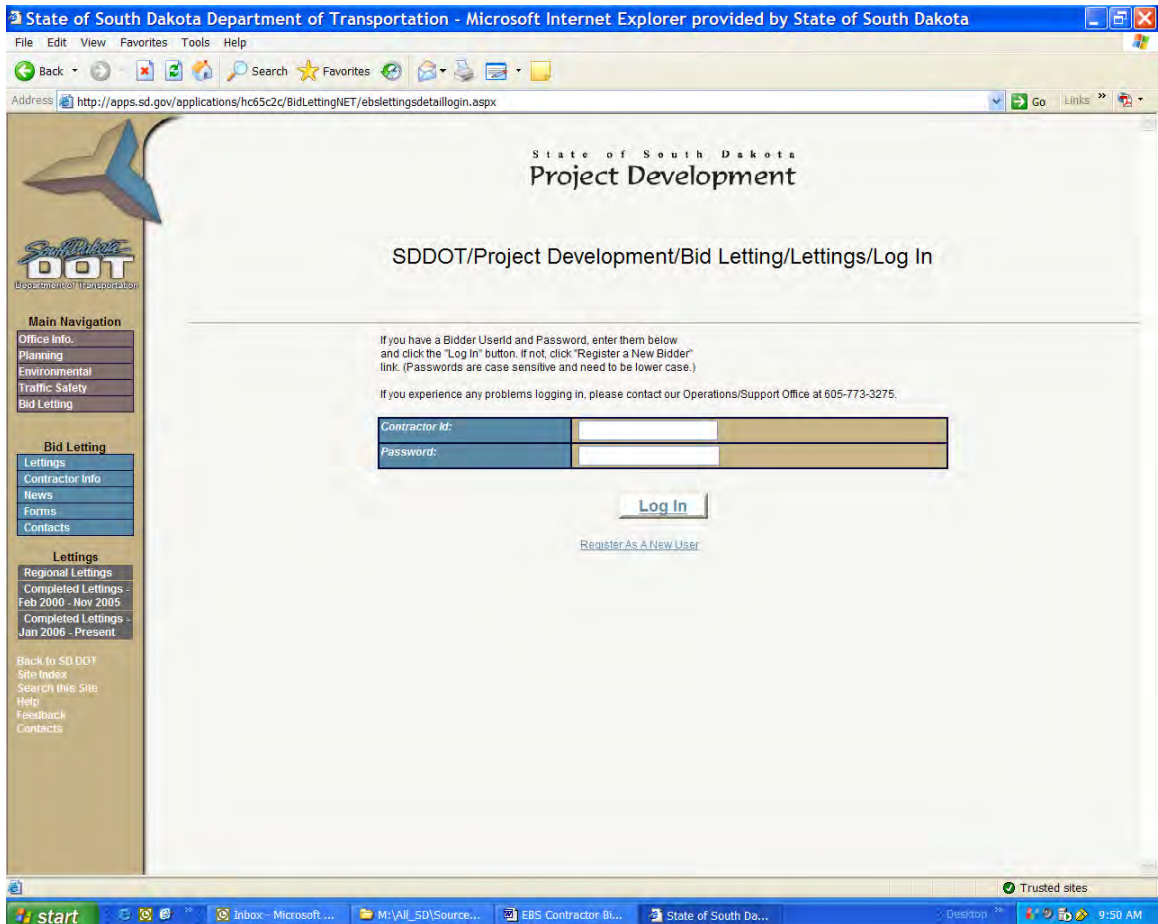 State of South Dakota Department of Transportation - Microsoft Internet Explorer provided by State of South Dakota
File Edit View Favorites Tools Help
Back Search Favorites
Address http://apps.sd.gov/applications/hc65c2c/BidLettingNET/ebslettingsdetaillogin.aspx Go Links »
State of South Dakota
Project Development
South Dakota
DOT
Department of Transportation
SDDOT/Project Development/Bid Letting/Lettings/Log In
Main Navigation
Office Info.
Planning
Environmental
Traffic Safety
Bid Letting
Bid Letting
Lettings
Contractor Info
News
Forms
Contacts
Lettings
Regional Lettings
Completed Lettings -
Feb 2000 - Nov 2005
Completed Lettings -
Jan 2006 - Present
Back to SD DOT
Site Index
Search this Site
Help
Feedback
Contacts
If you have a Bidder UserId and Password, enter them below
and click the "Log In" button. If not, click "Register a New Bidder"
link. (Passwords are case sensitive and need to be lower case.)
If you experience any problems logging in, please contact our Operations/Support Office at 605-773-3275.
Contractor Id:
Password:
Log In
Register As A New User
Trusted sites
start » Inbox - Microsoft ... M:\All_SD\Source... EBS Contractor Bi... State of South Da... Desktop » 9:50 AM